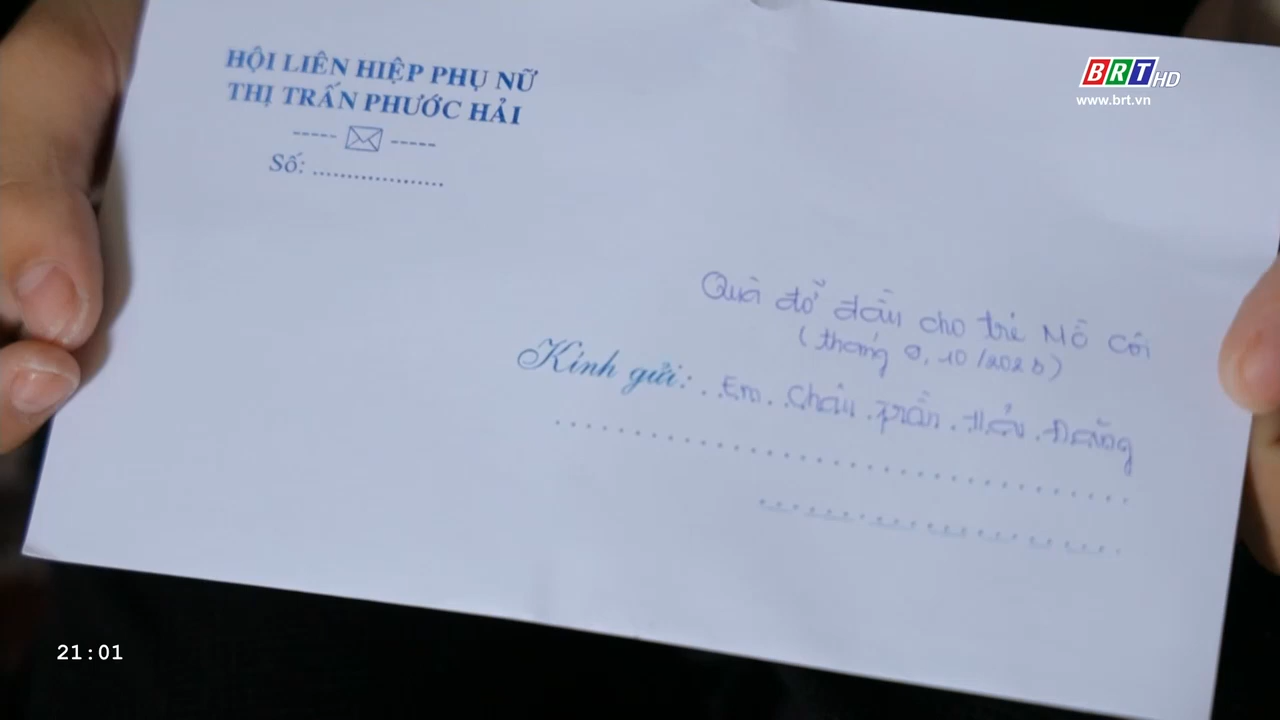 HỘI LIÊN HIỆP PHỤ NỮ
THỊ TRẤN PHƯỚC HẢI
Số: ...................
BRT HD
www.brt.vn
Quà đỡ đầu cho trẻ Mồ Côi
(tháng 9, 10/2023)
Kính gửi: Em Châu Trần Hải Đăng
21:01